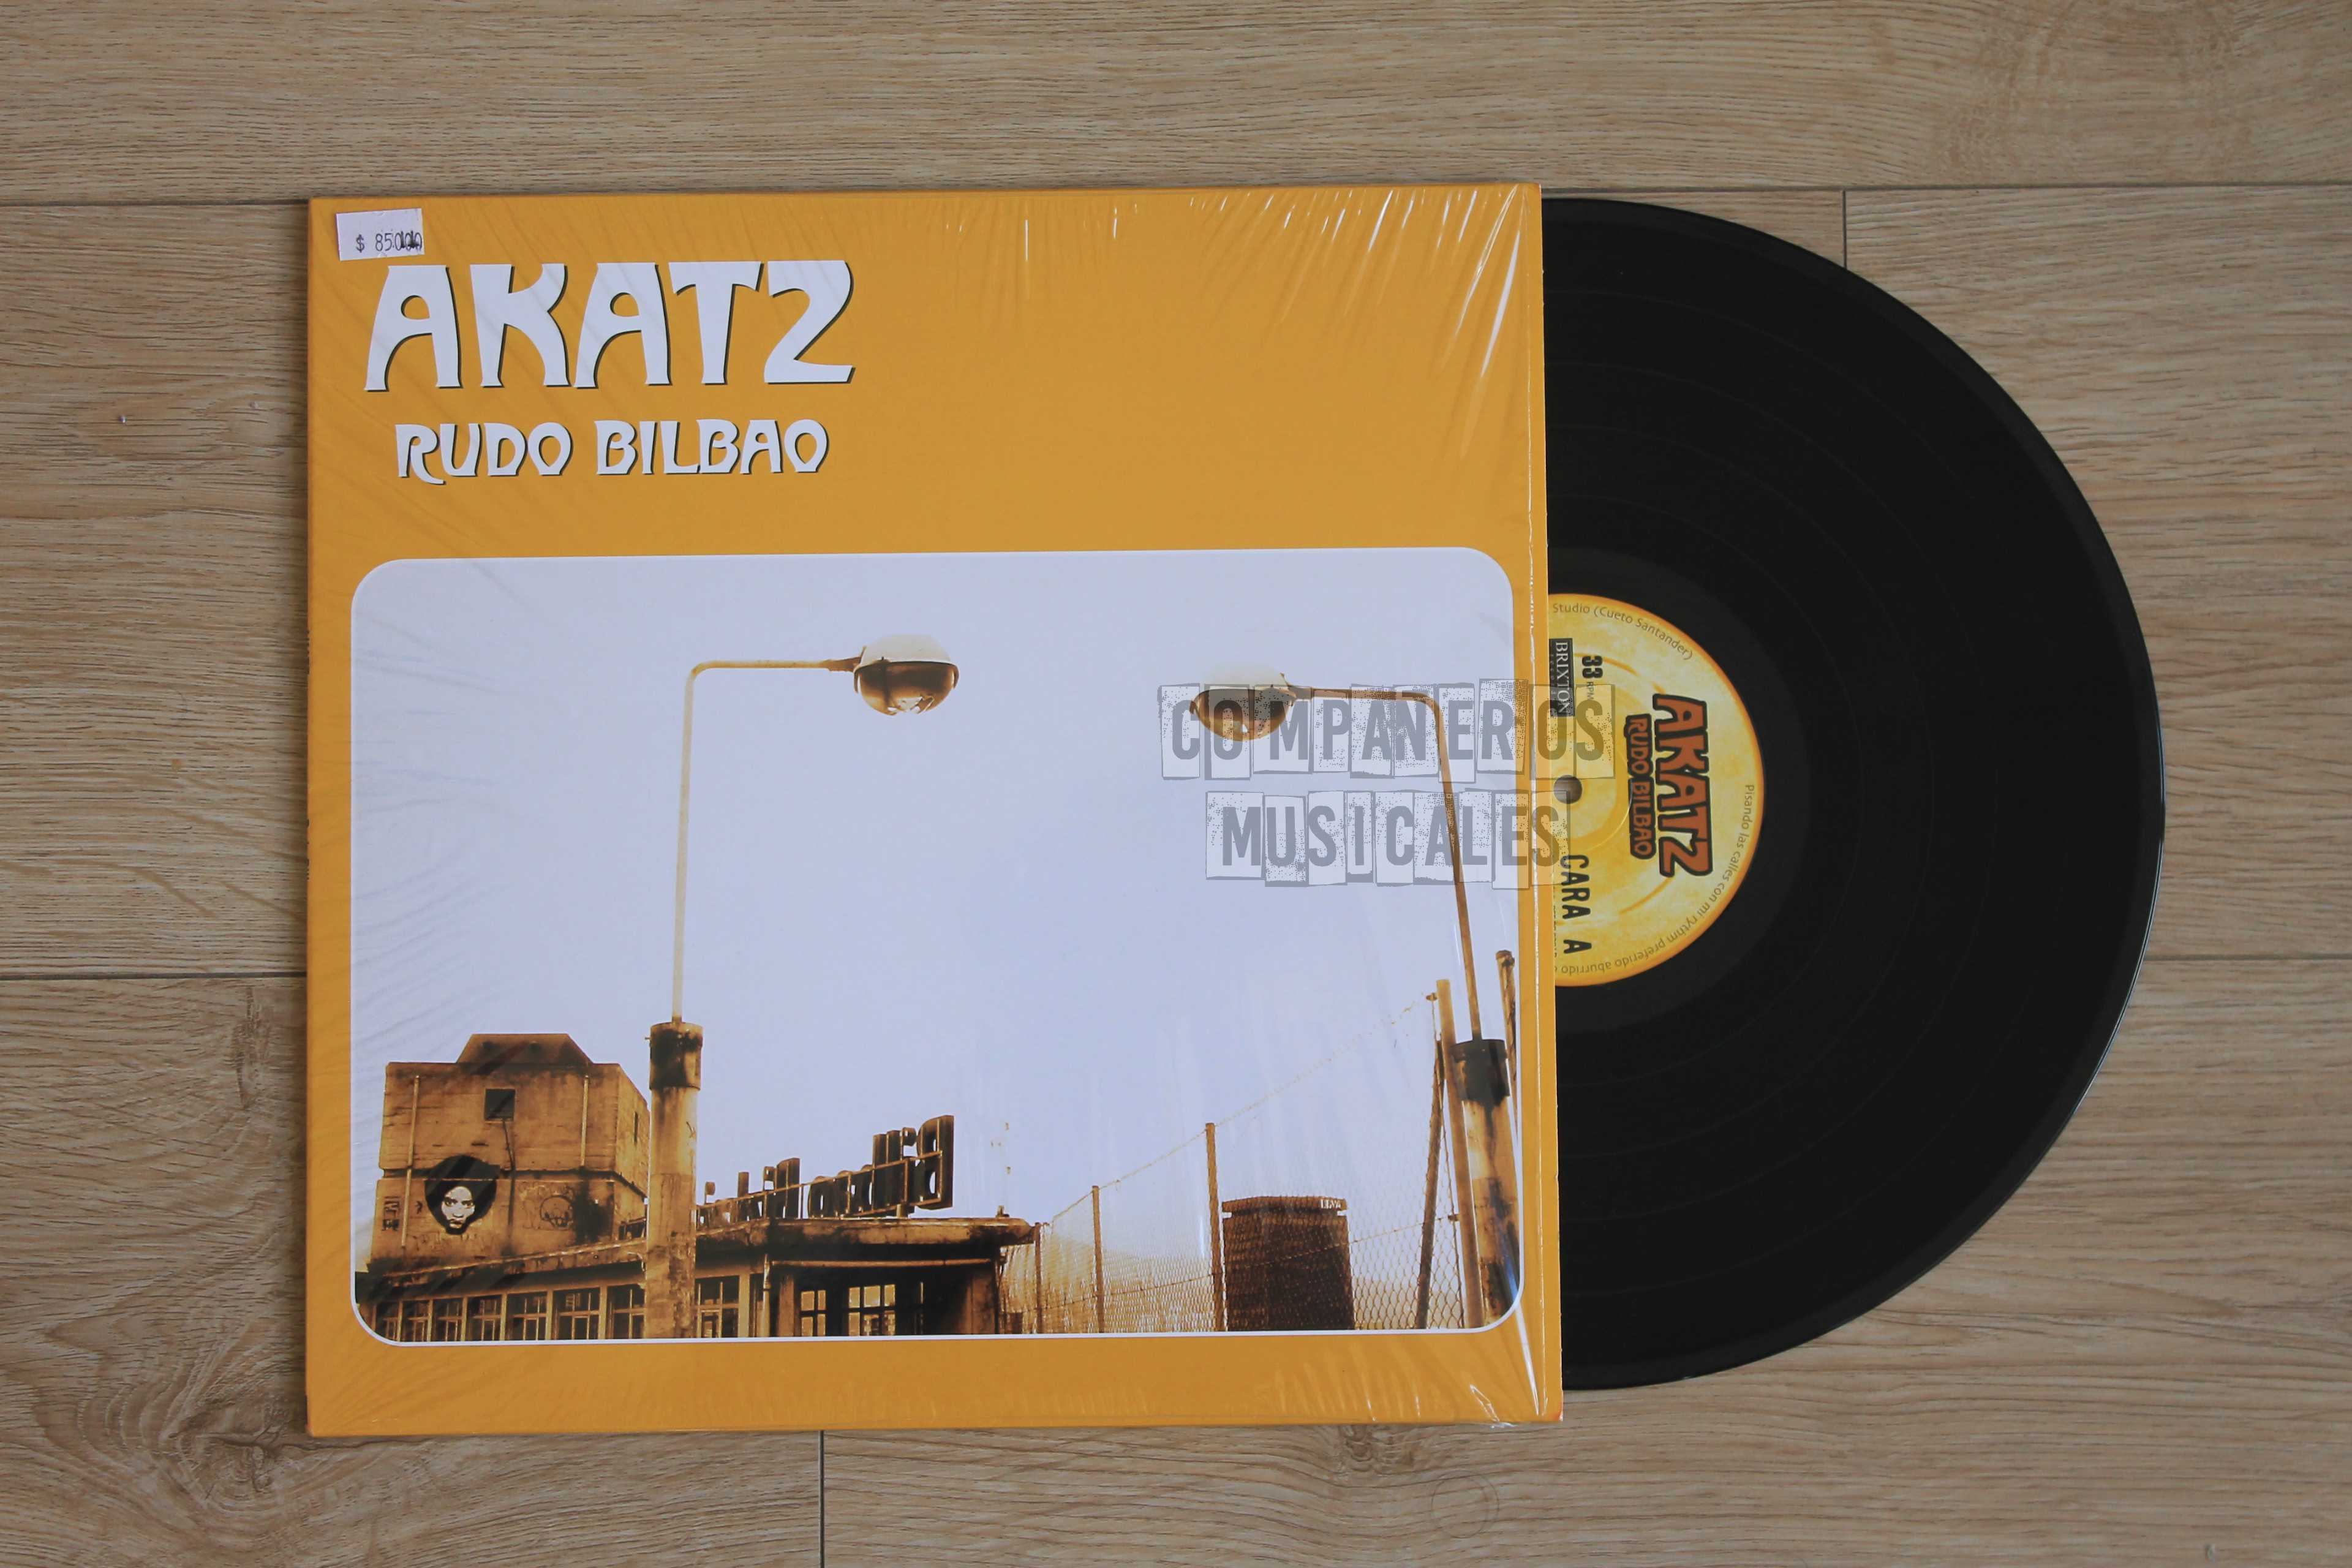 AKATZ
RUDO BILBAO
COMPANEROS
MUSICALES
Studio (Cueto Santander)
BRIXTON
33 RPM
AKATZ
RUDO BILBAO
CARA A
Pisando las calles con mi rythm preferido aburrido